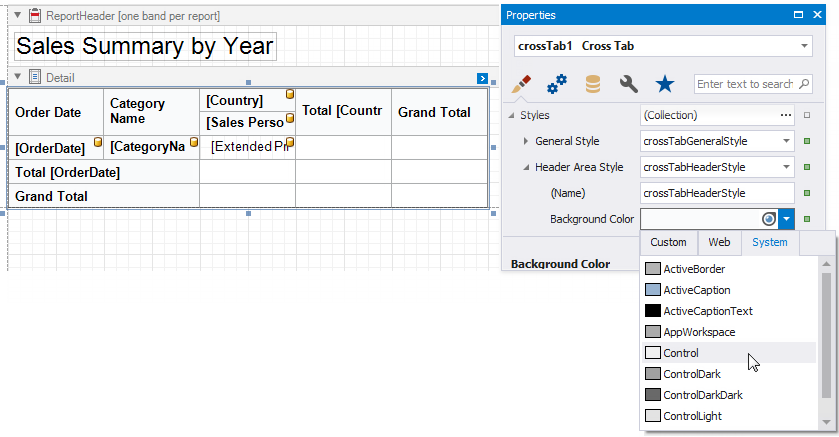 ReportHeader [one band per report]
Sales Summary by Year
Detail
Order Date
Category Name
[Country]
[Sales Perso
Total [Countr
Grand Total
[OrderDate]
[CategoryNa
[Extended Pri
Total [OrderDate]
Grand Total
Properties
crossTab1 Cross Tab
Enter text to search
Styles (Collection) ...
General Style crossTabGeneralStyle
Header Area Style crossTabHeaderStyle
(Name) crossTabHeaderStyle
Background Color
Background Color
Custom Web System
ActiveBorder
ActiveCaption
ActiveCaptionText
AppWorkspace
Control
ControlDark
ControlDarkDark
ControlLight